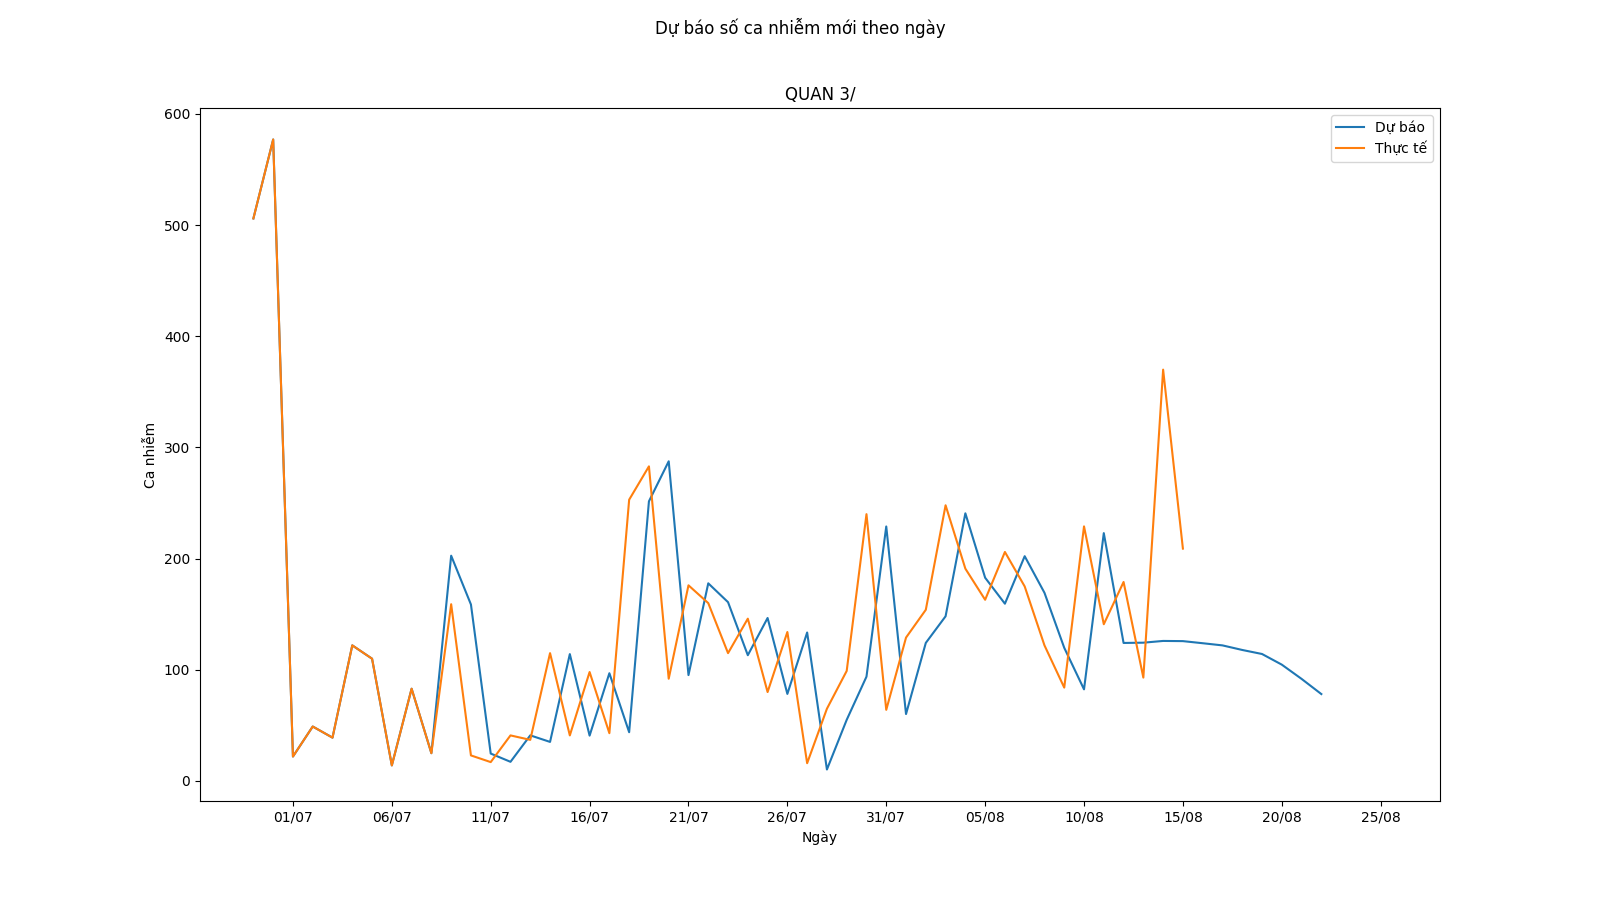 Dự báo số ca nhiễm mới theo ngày
QUAN 3/
Dự báo
Thực tế
Ca nhiễm
600
500
400
300
200
100
0
01/07 06/07 11/07 16/07 21/07 26/07 31/07 05/08 10/08 15/08 20/08 25/08
Ngày